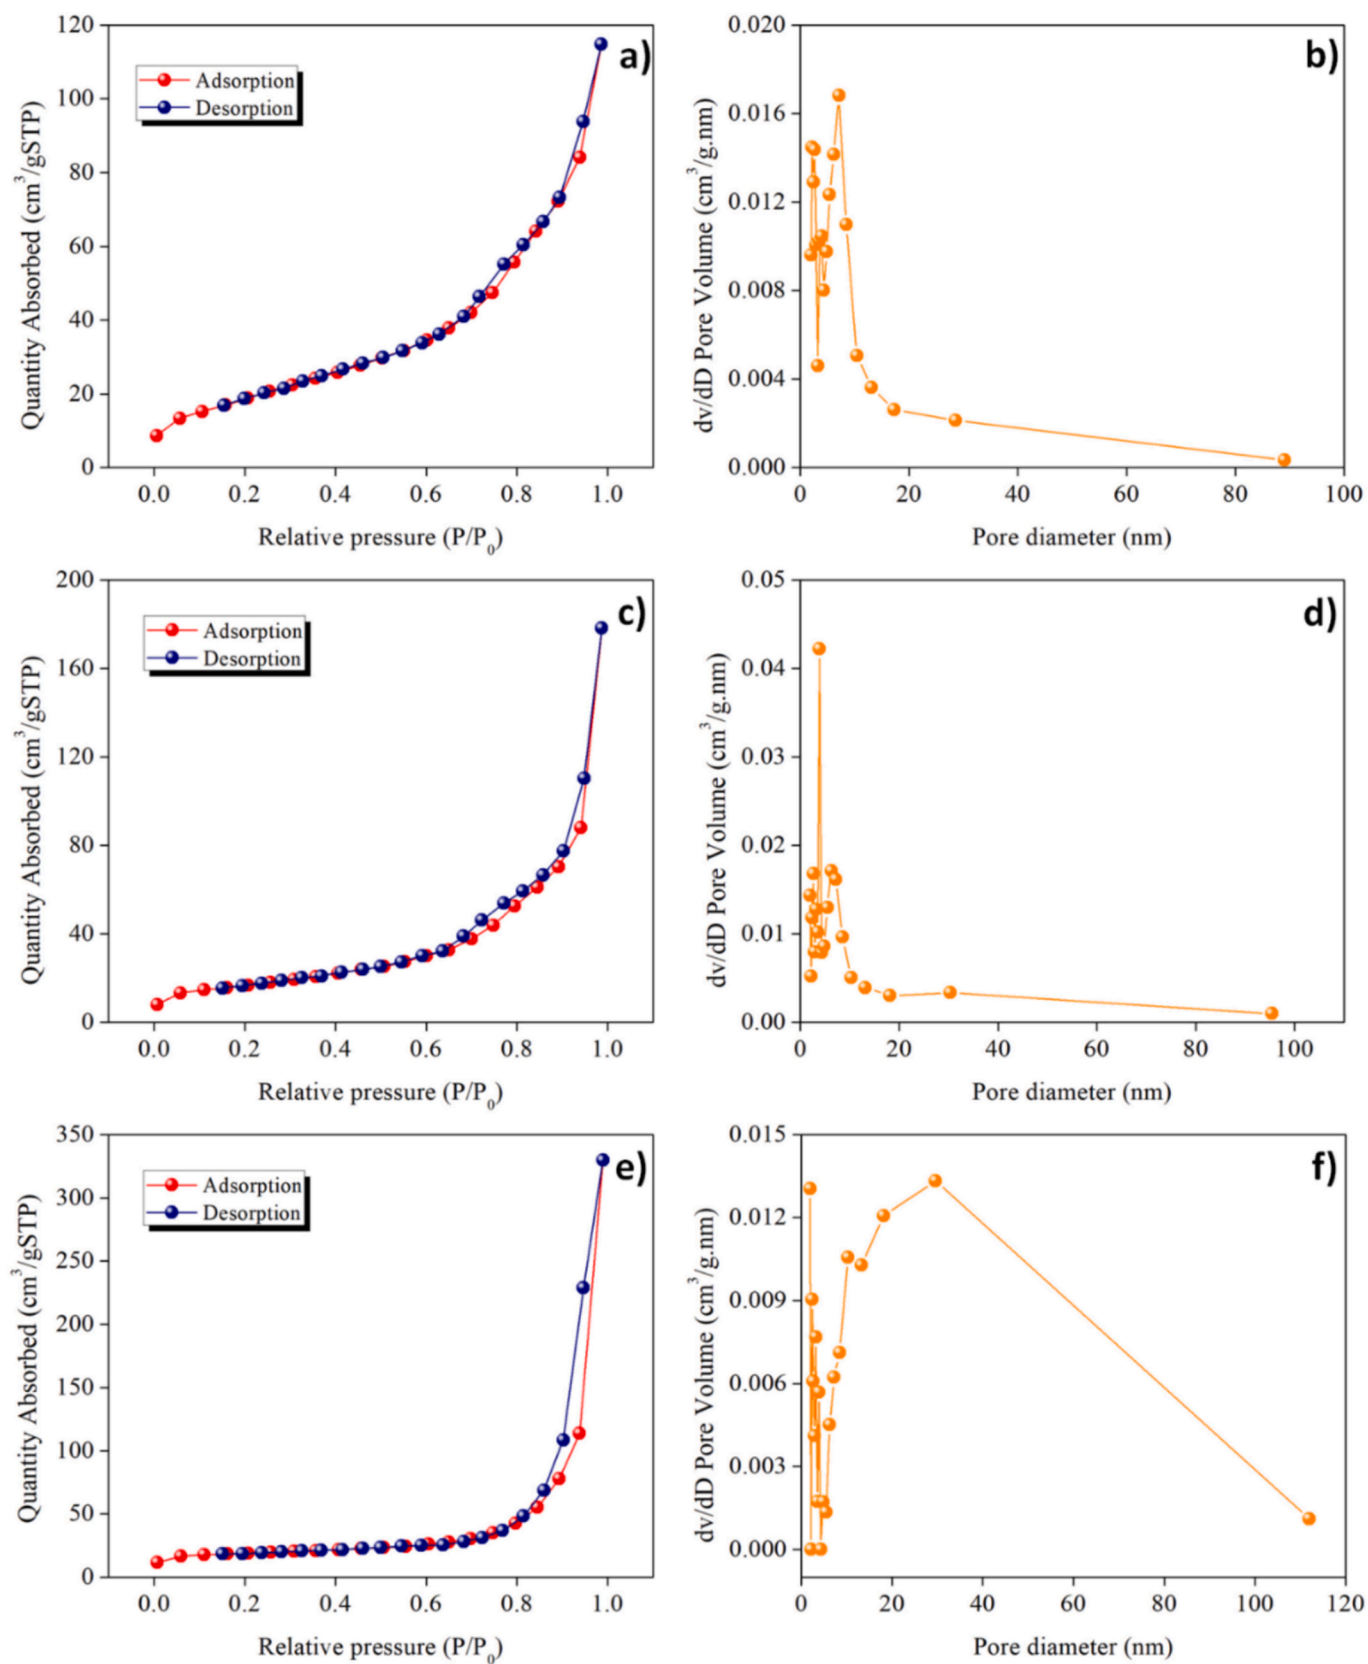 a)
Adsorption
Desorption
Quantity Absorbed (cm³/gSTP)
120
100
80
60
40
20
0
0.0 0.2 0.4 0.6 0.8 1.0
Relative pressure (P/P₀)
b)
dv/dD Pore Volume (cm³/g.nm)
0.020
0.016
0.012
0.008
0.004
0.000
0 20 40 60 80 100
Pore diameter (nm)
c)
Adsorption
Desorption
Quantity Absorbed (cm³/gSTP)
200
160
120
80
40
0
0.0 0.2 0.4 0.6 0.8 1.0
Relative pressure (P/P₀)
d)
dv/dD Pore Volume (cm³/g.nm)
0.05
0.04
0.03
0.02
0.01
0.00
0 20 40 60 80 100
Pore diameter (nm)
e)
Adsorption
Desorption
Quantity Absorbed (cm³/gSTP)
350
300
250
200
150
100
50
0
0.0 0.2 0.4 0.6 0.8 1.0
Relative pressure (P/P₀)
f)
dv/dD Pore Volume (cm³/g.nm)
0.015
0.012
0.009
0.006
0.003
0.000
0 20 40 60 80 100 120
Pore diameter (nm)